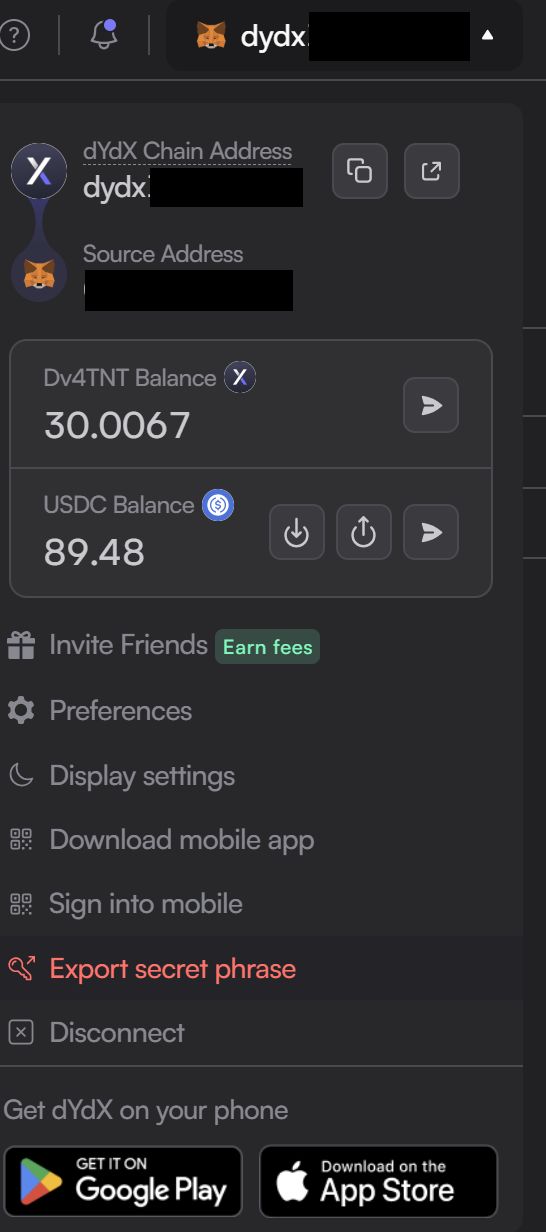 ?
dydx
dYdX Chain Address
dydx
Source Address
Dv4TNT Balance
30.0067
USDC Balance
89.48
Invite Friends Earn fees
Preferences
Display settings
Download mobile app
Sign into mobile
Export secret phrase
Disconnect
Get dYdX on your phone
GET IT ON
Google Play
Download on the
App Store